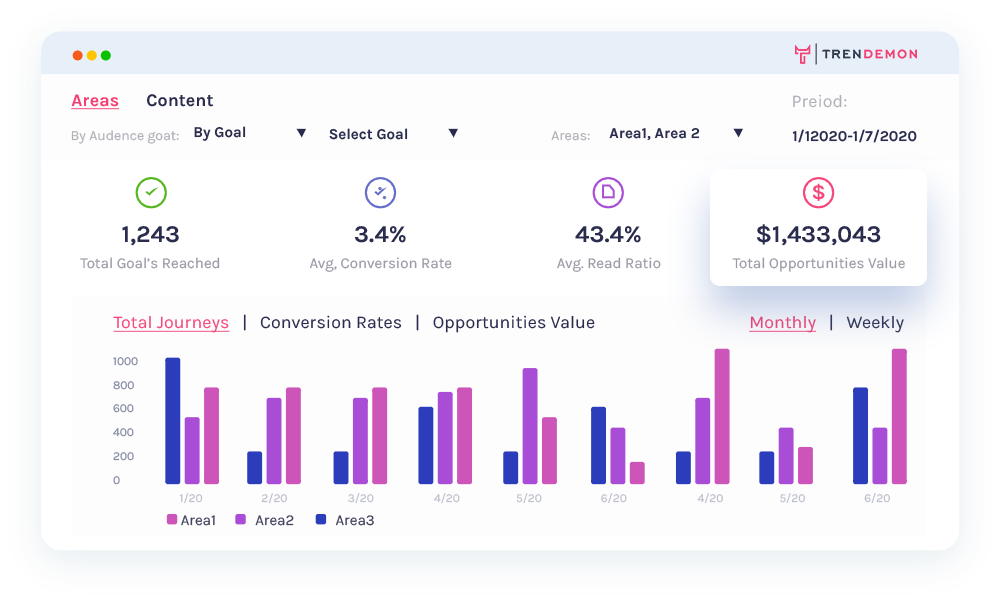 TRENDEMON
Areas Content Preiod:
By Audence goat: By Goal Select Goal Areas: Area1, Area 2 1/12020-1/7/2020
1,243 3.4% 43.4% $1,433,043
Total Goal's Reached Avg, Conversion Rate Avg. Read Ratio Total Opportunities Value
Total Journeys | Conversion Rates | Opportunities Value Monthly | Weekly
1000
800
600
400
200
0
1/20 2/20 3/20 4/20 5/20 6/20 4/20 5/20 6/20
Area1 Area2 Area3